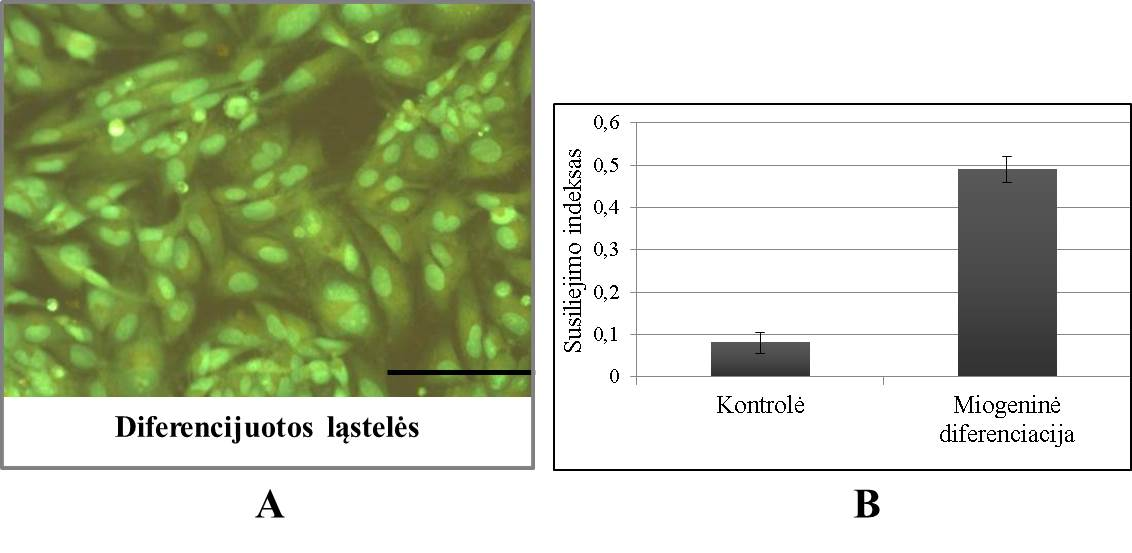 Diferencijuotos ląstelės
A
Susiliejimo indeksas
0,6
0,5
0,4
0,3
0,2
0,1
0
Kontrolė
Miogeninė
diferenciacija
B